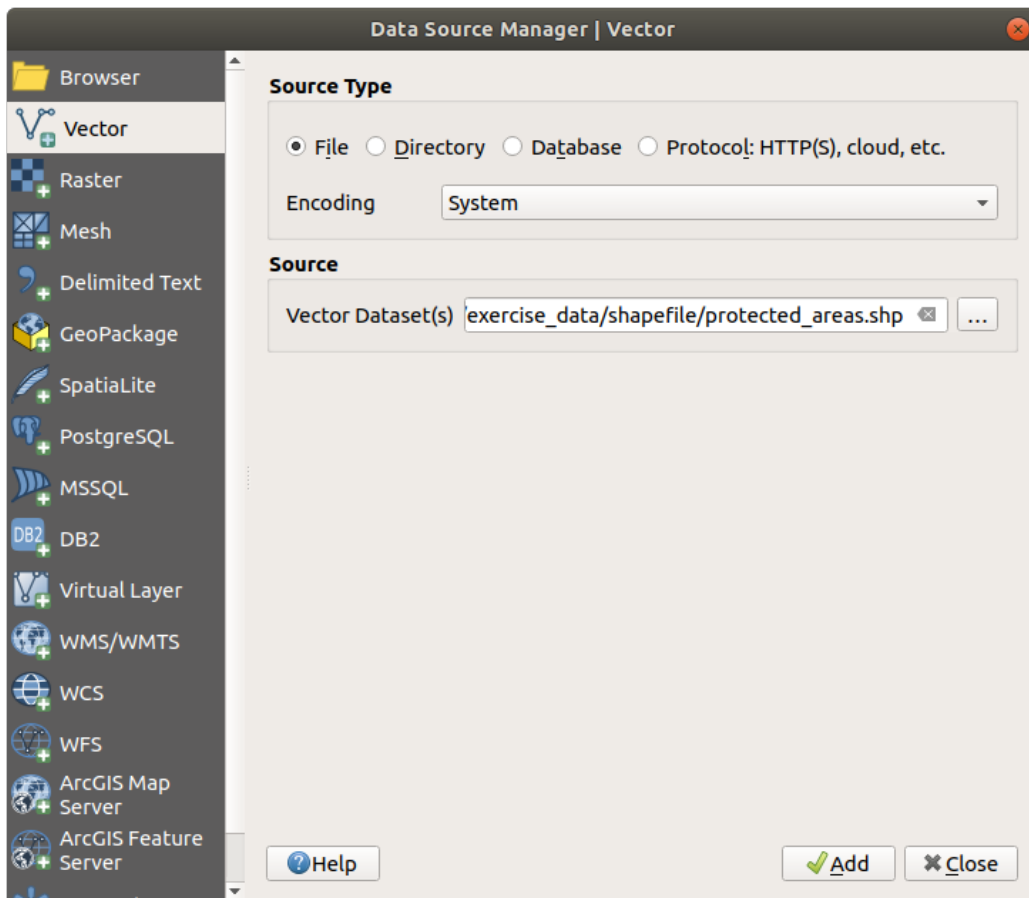 Data Source Manager | Vector
Browser
Vector
Raster
Mesh
Delimited Text
GeoPackage
SpatiaLite
PostgreSQL
MSSQL
DB2
DB2
Virtual Layer
WMS/WMTS
WCS
WFS
ArcGIS Map
Server
ArcGIS Feature
Server
Source Type
File Directory Database Protocol: HTTP(S), cloud, etc.
Encoding System
Source
Vector Dataset(s) exercise_data/shapefile/protected_areas.shp ...
Help Add Close